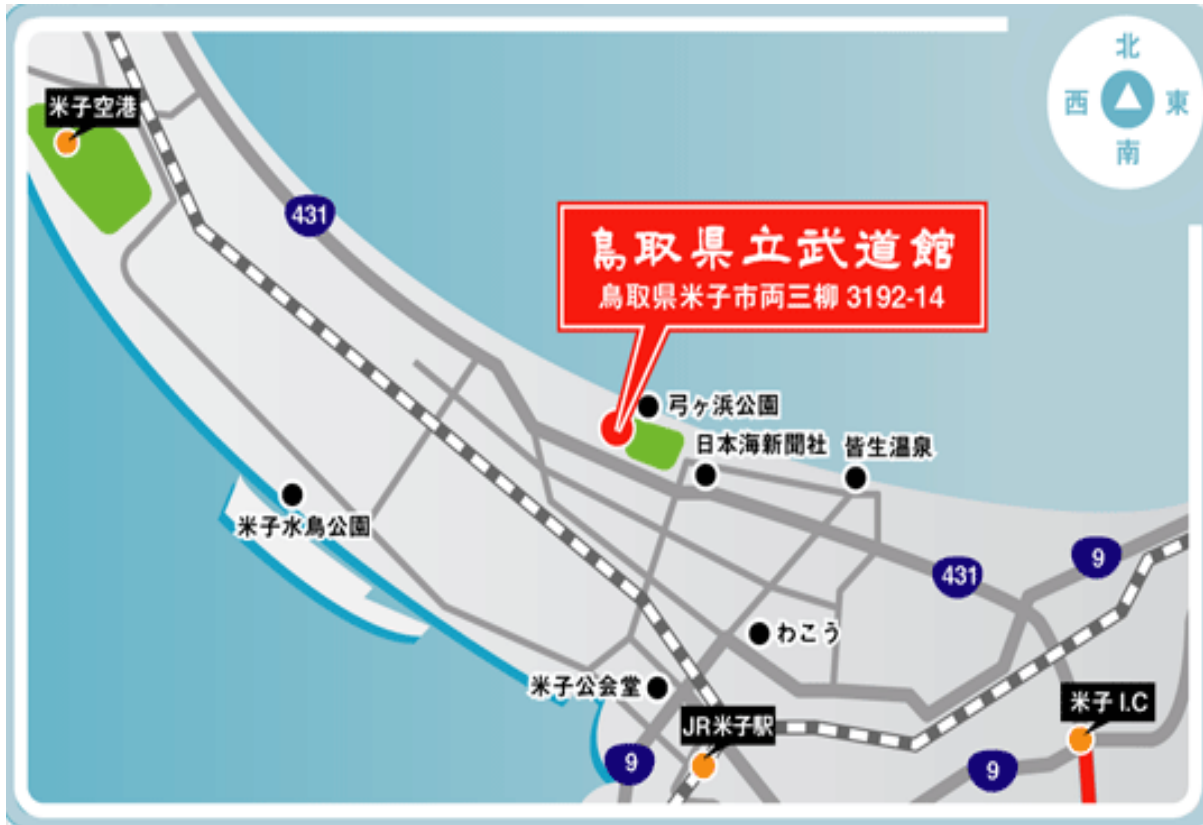 北
西 東
南
米子空港
431
鳥取県立武道館
鳥取県米子市両三柳 3192-14
弓ヶ浜公園
日本海新聞社
皆生温泉
米子水鳥公園
9
431
わこう
米子公会堂
JR米子駅
米子 I.C
9
9